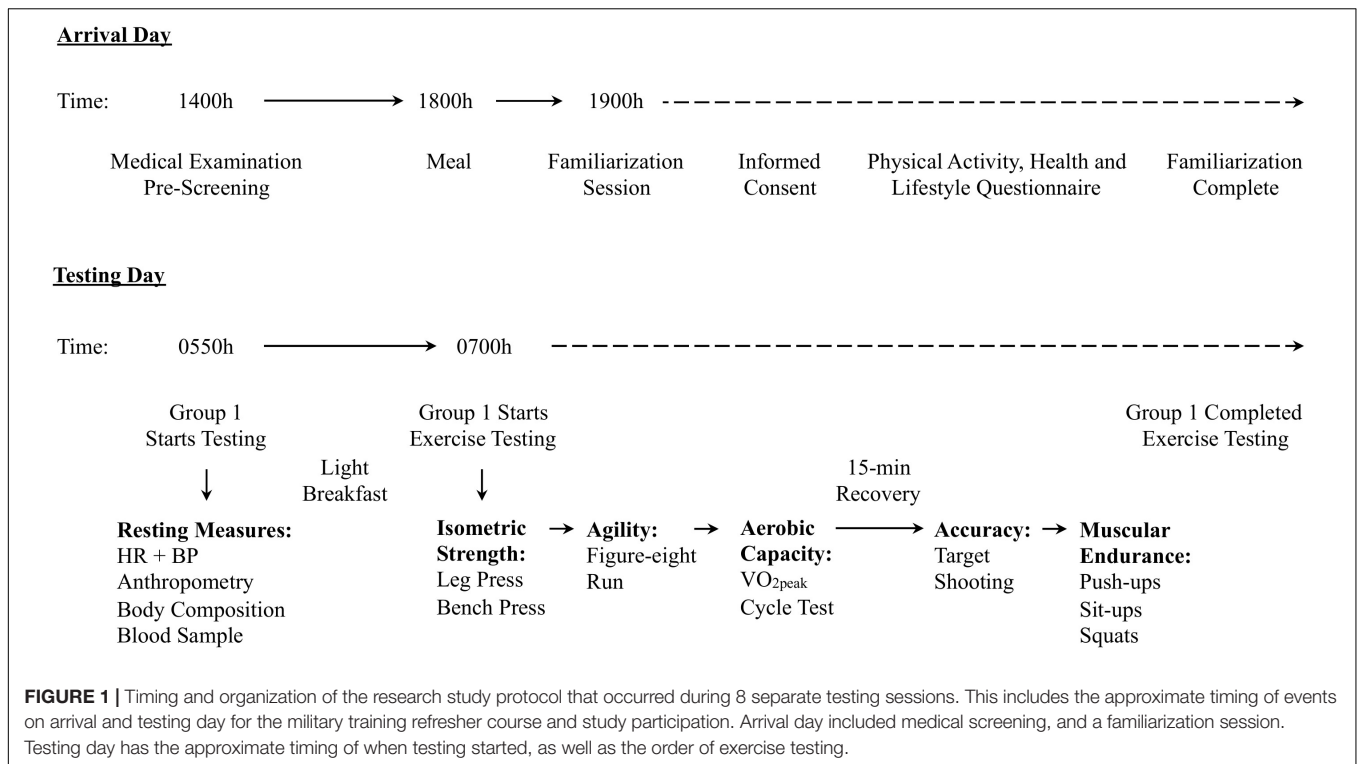 Arrival Day
Time: 1400h 1800h 1900h
Medical Examination Pre-Screening
Meal
Familiarization Session
Informed Consent
Physical Activity, Health and Lifestyle Questionnaire
Familiarization Complete
Testing Day
Time: 0550h 0700h
Group 1 Starts Testing
Group 1 Starts Exercise Testing
Group 1 Completed Exercise Testing
Light Breakfast
15-min Recovery
Resting Measures:
HR + BP
Anthropometry
Body Composition
Blood Sample
Isometric Strength:
Leg Press
Bench Press
Agility:
Figure-eight Run
Aerobic Capacity:
VO2peak
Cycle Test
Accuracy:
Target Shooting
Muscular Endurance:
Push-ups
Sit-ups
Squats
FIGURE 1 | Timing and organization of the research study protocol that occurred during 8 separate testing sessions. This includes the approximate timing of events
on arrival and testing day for the military training refresher course and study participation. Arrival day included medical screening, and a familiarization session.
Testing day has the approximate timing of when testing started, as well as the order of exercise testing.